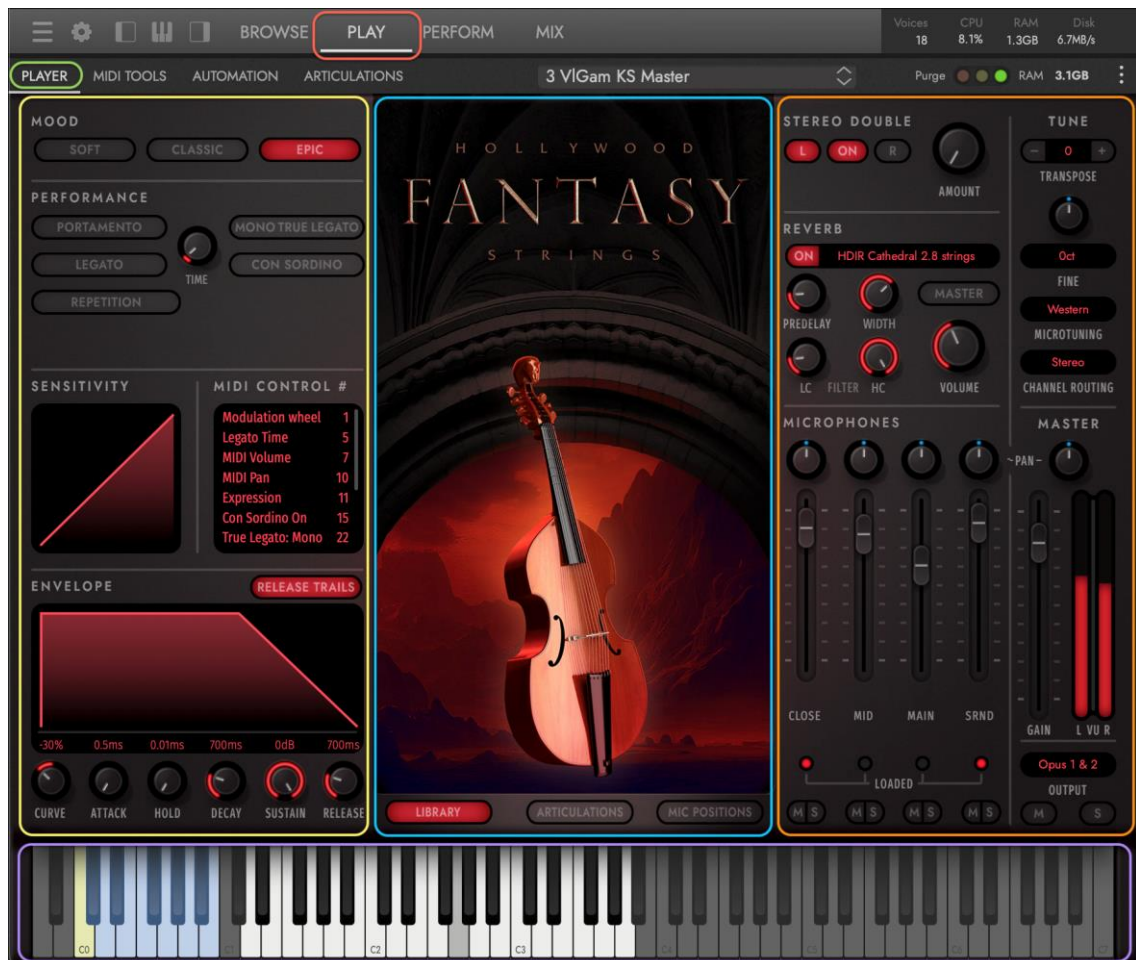 BROWSE PLAY PERFORM MIX
Voices CPU RAM Disk
18 8.1% 1.3GB 6.7MB/s
PLAYER MIDI TOOLS AUTOMATION ARTICULATIONS 3 VlGam KS Master Purge RAM 3.1GB
MOOD
SOFT CLASSIC EPIC
PERFORMANCE
PORTAMENTO MONO TRUE LEGATO
LEGATO CON SORDINO
TIME
REPETITION
SENSITIVITY
MIDI CONTROL #
Modulation wheel 1
Legato Time 5
MIDI Volume 7
MIDI Pan 10
Expression 11
Con Sordino On 15
True Legato: Mono 22
ENVELOPE RELEASE TRAILS
-30% 0.5ms 0.01ms 700ms 0dB 700ms
CURVE ATTACK HOLD DECAY SUSTAIN RELEASE
HOLLYWOOD
FANTASY
STRINGS
LIBRARY ARTICULATIONS MIC POSITIONS
STEREO DOUBLE
L ON R
AMOUNT
REVERB
ON HDIR Cathedral 2.8 strings
MASTER
PREDELAY WIDTH
LC FILTER HC VOLUME
MICROPHONES
CLOSE MID MAIN SRND
LOADED
M S M S M S M S
TUNE
- 0 +
TRANSPOSE
0ct
FINE
Western
MICROTUNING
Stereo
CHANNEL ROUTING
MASTER
~PAN-
GAIN L VU R
Opus 1 & 2
OUTPUT
M S
C0 C1 C2 C3 C4 C5 C6 C7